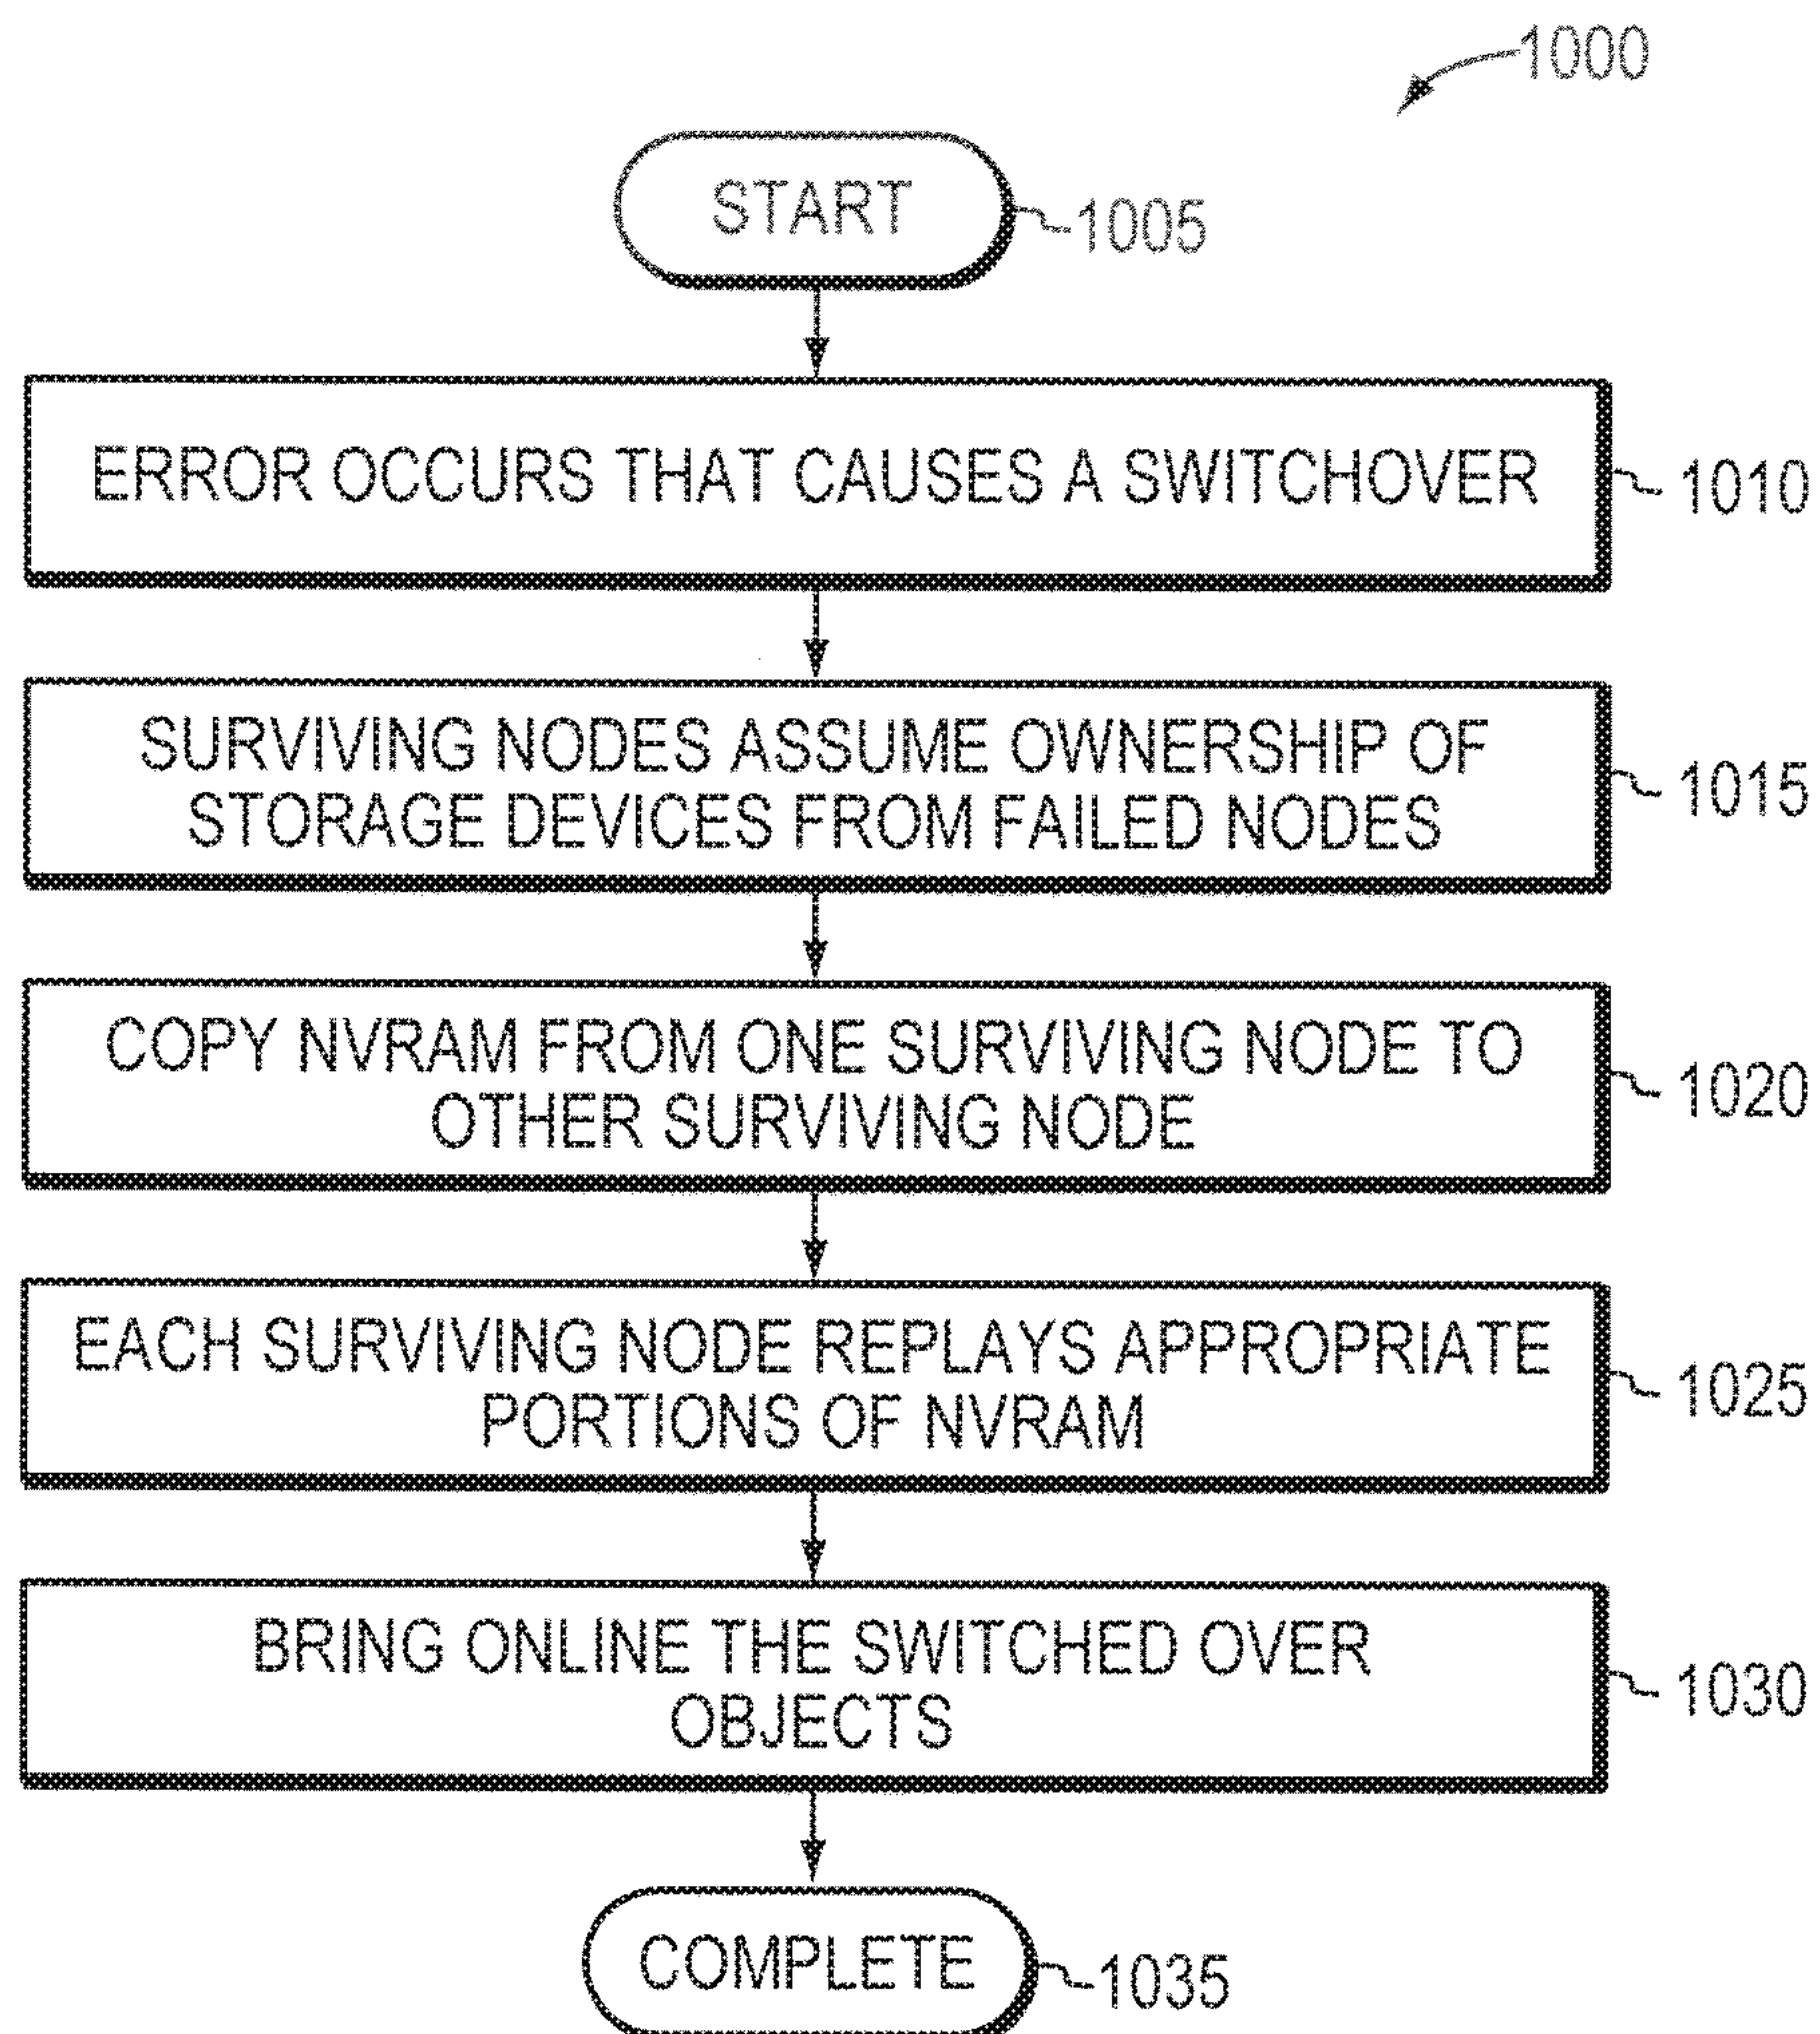 1000
START
1005
ERROR OCCURS THAT CAUSES A SWITCHOVER
1010
SURVIVING NODES ASSUME OWNERSHIP OF
STORAGE DEVICES FROM FAILED NODES
1015
COPY NVRAM FROM ONE SURVIVING NODE TO
OTHER SURVIVING NODE
1020
EACH SURVIVING NODE REPLAYS APPROPRIATE
PORTIONS OF NVRAM
1025
BRING ONLINE THE SWITCHED OVER
OBJECTS
1030
COMPLETE
1035